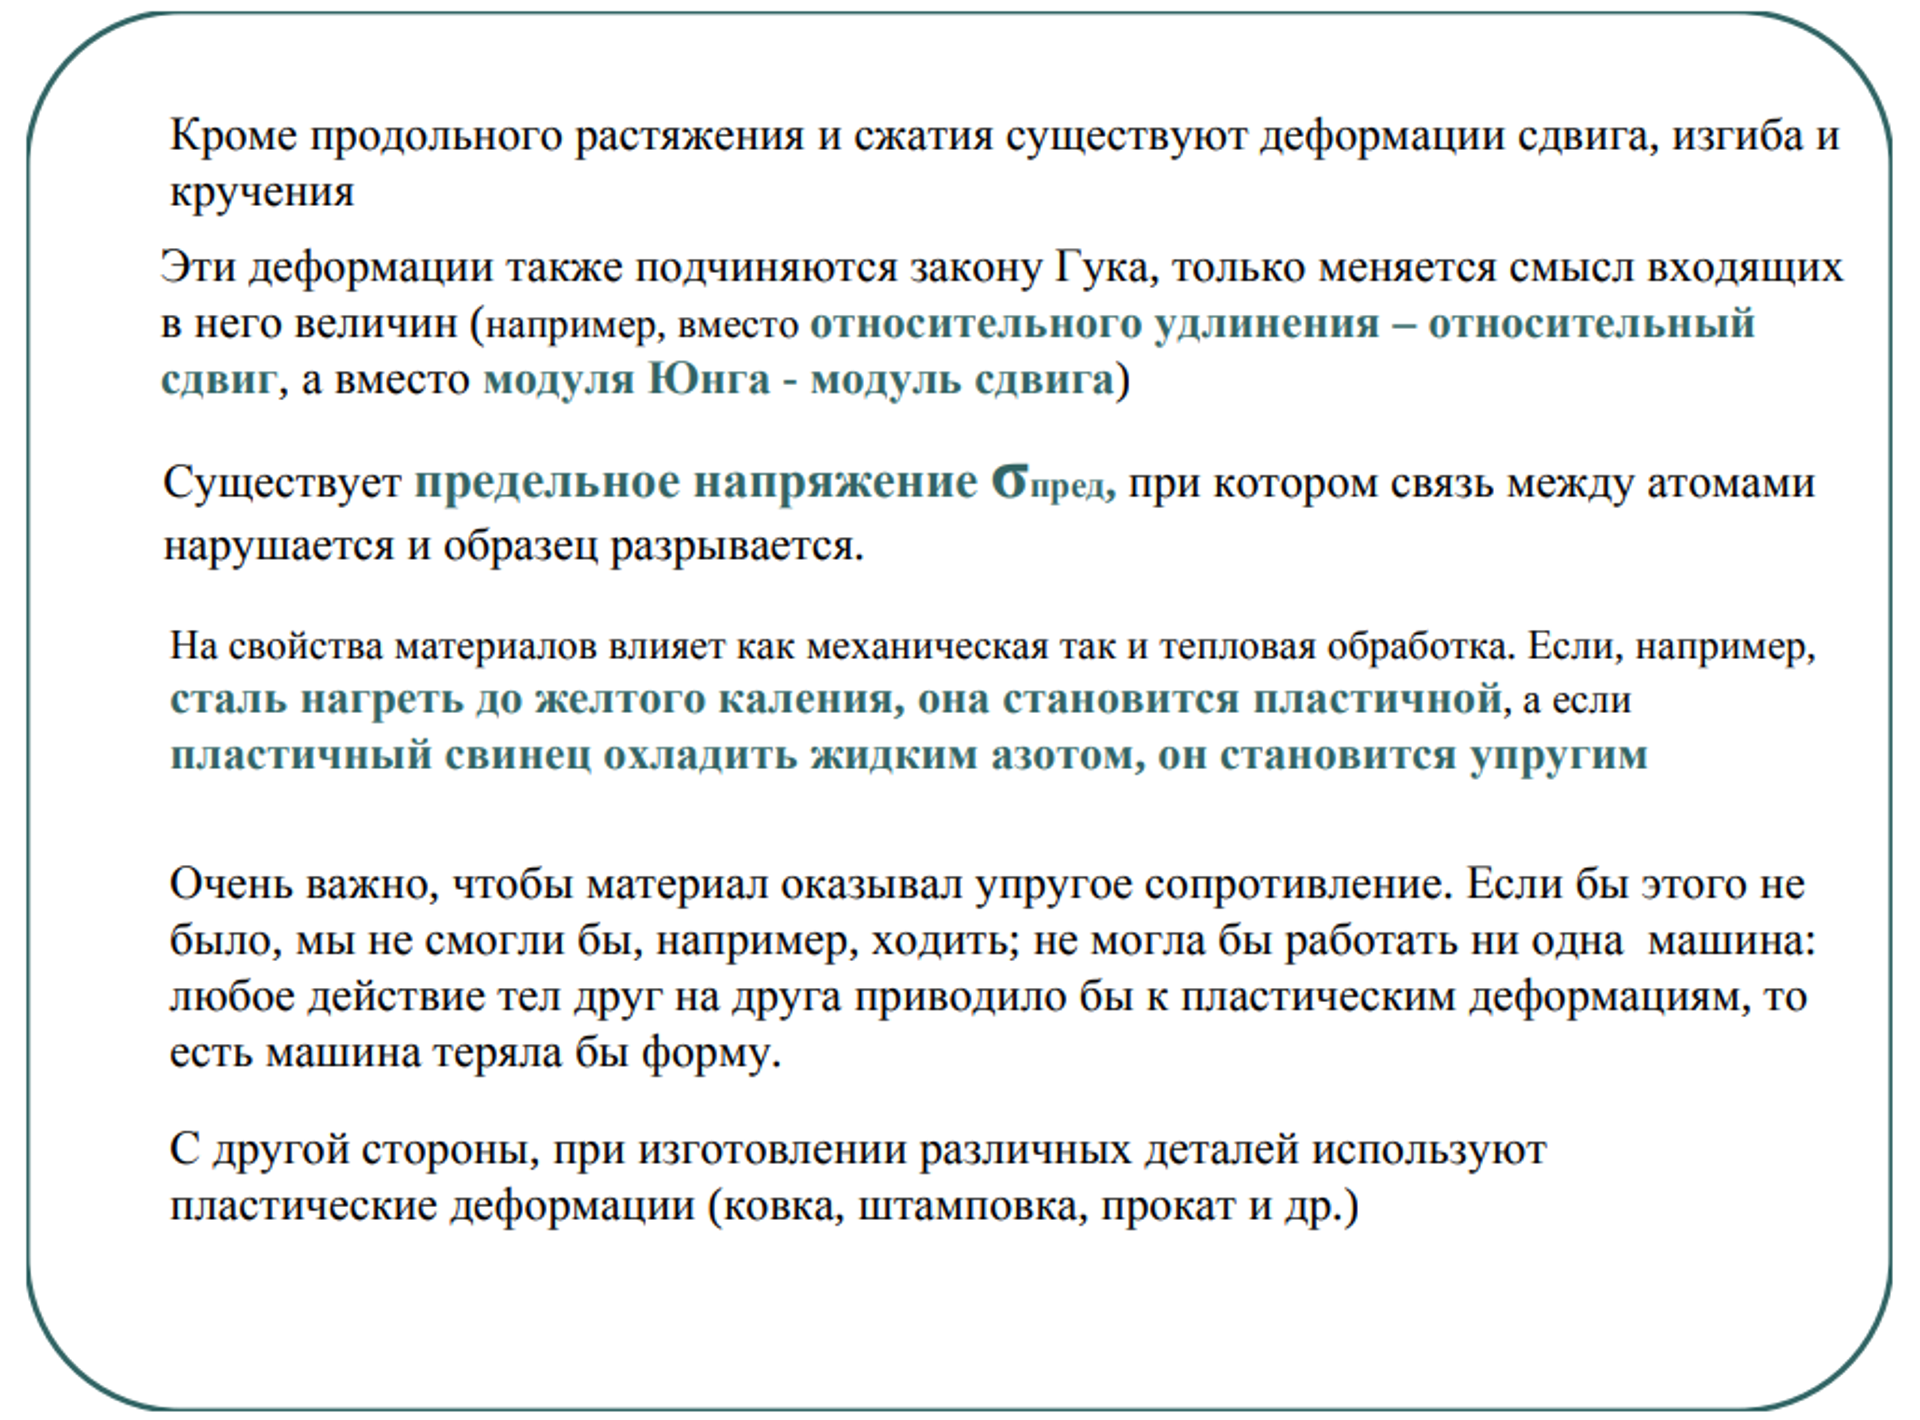 Кроме продольного растяжения и сжатия существуют деформации сдвига, изгиба и
кручения
Эти деформации также подчиняются закону Гука, только меняется смысл входящих
в него величин (например, вместо относительного удлинения – относительный
сдвиг, а вместо модуля Юнга - модуль сдвига)
Существует предельное напряжение σпред, при котором связь между атомами
нарушается и образец разрывается.
На свойства материалов влияет как механическая так и тепловая обработка. Если, например,
сталь нагреть до желтого каления, она становится пластичной, а если
пластичный свинец охладить жидким азотом, он становится упругим
Очень важно, чтобы материал оказывал упругое сопротивление. Если бы этого не
было, мы не смогли бы, например, ходить; не могла бы работать ни одна  машина:
любое действие тел друг на друга приводило бы к пластическим деформациям, то
есть машина теряла бы форму.
С другой стороны, при изготовлении различных деталей используют
пластические деформации (ковка, штамповка, прокат и др.)